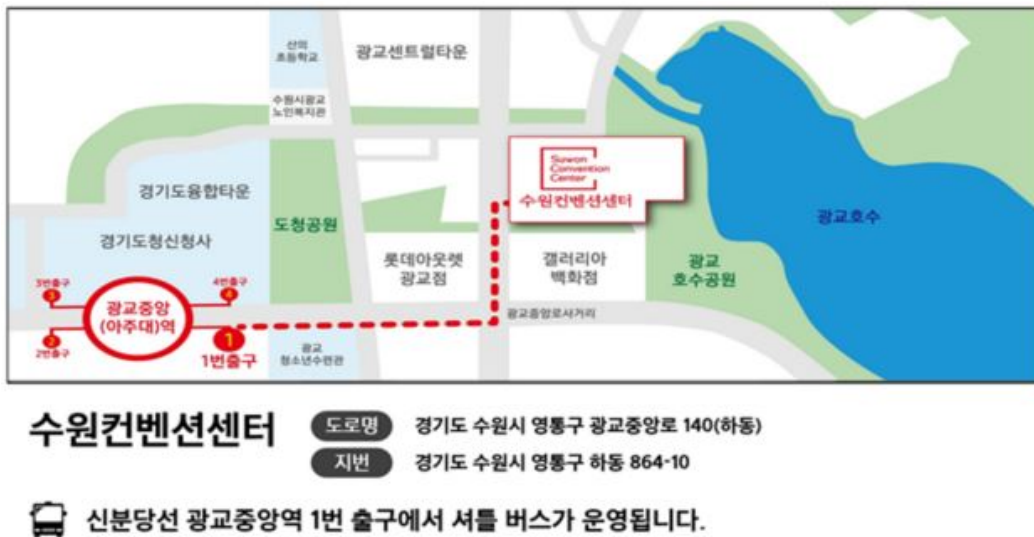 산의
초등학교
광교센트럴타운
수원시광교
노인복지관
Suwon
Convention
Center
수원컨벤션센터
경기도융합타운
경기도청신청사
도청공원
롯데아웃렛
광교점
갤러리아
백화점
광교
호수공원
광교호수
3번출구
3
4번출구
4
광교중앙
(아주대)역
2
2번출구
1
1번출구
광교중앙로사거리
광교
청소년수련관
수원컨벤션센터
도로명 경기도 수원시 영통구 광교중앙로 140(하동)
지번 경기도 수원시 영통구 하동 864-10
신분당선 광교중앙역 1번 출구에서 셔틀 버스가 운영됩니다.